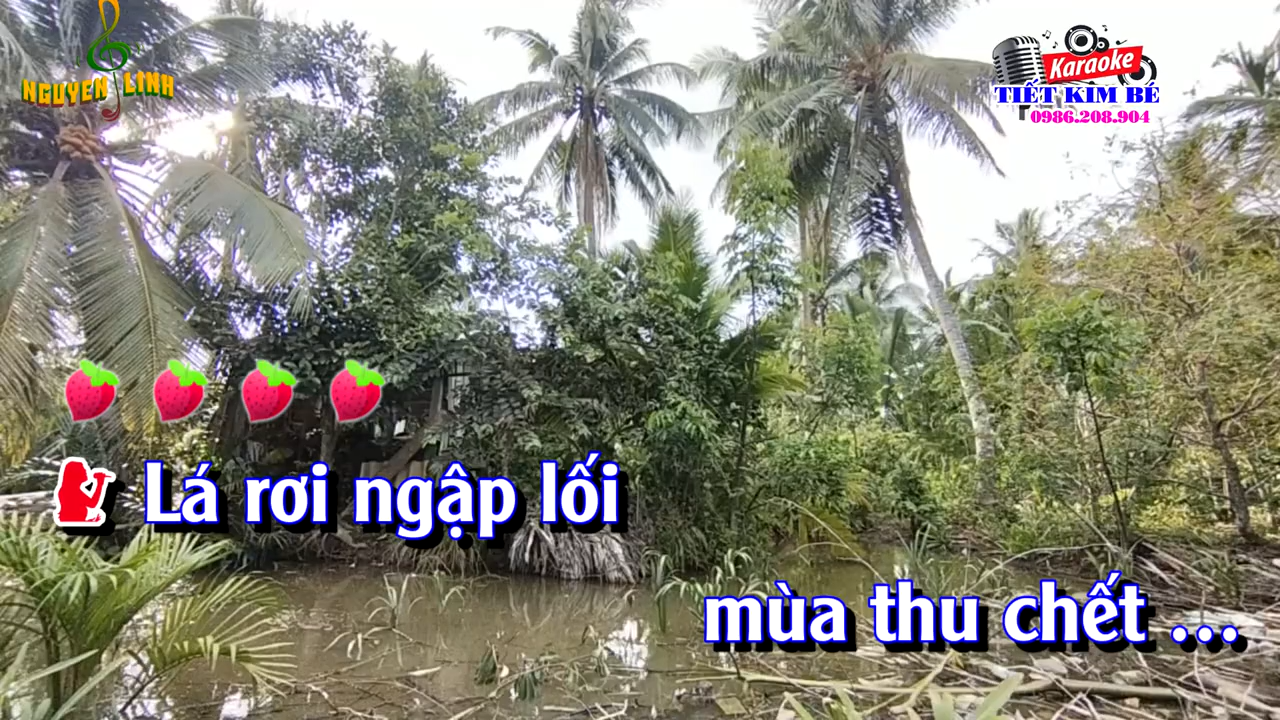 NGUYEN LINH
Karaoke
TIẾT KIM BÉ
0986.208.904
Lá rơi ngập lối
mùa thu chết ...